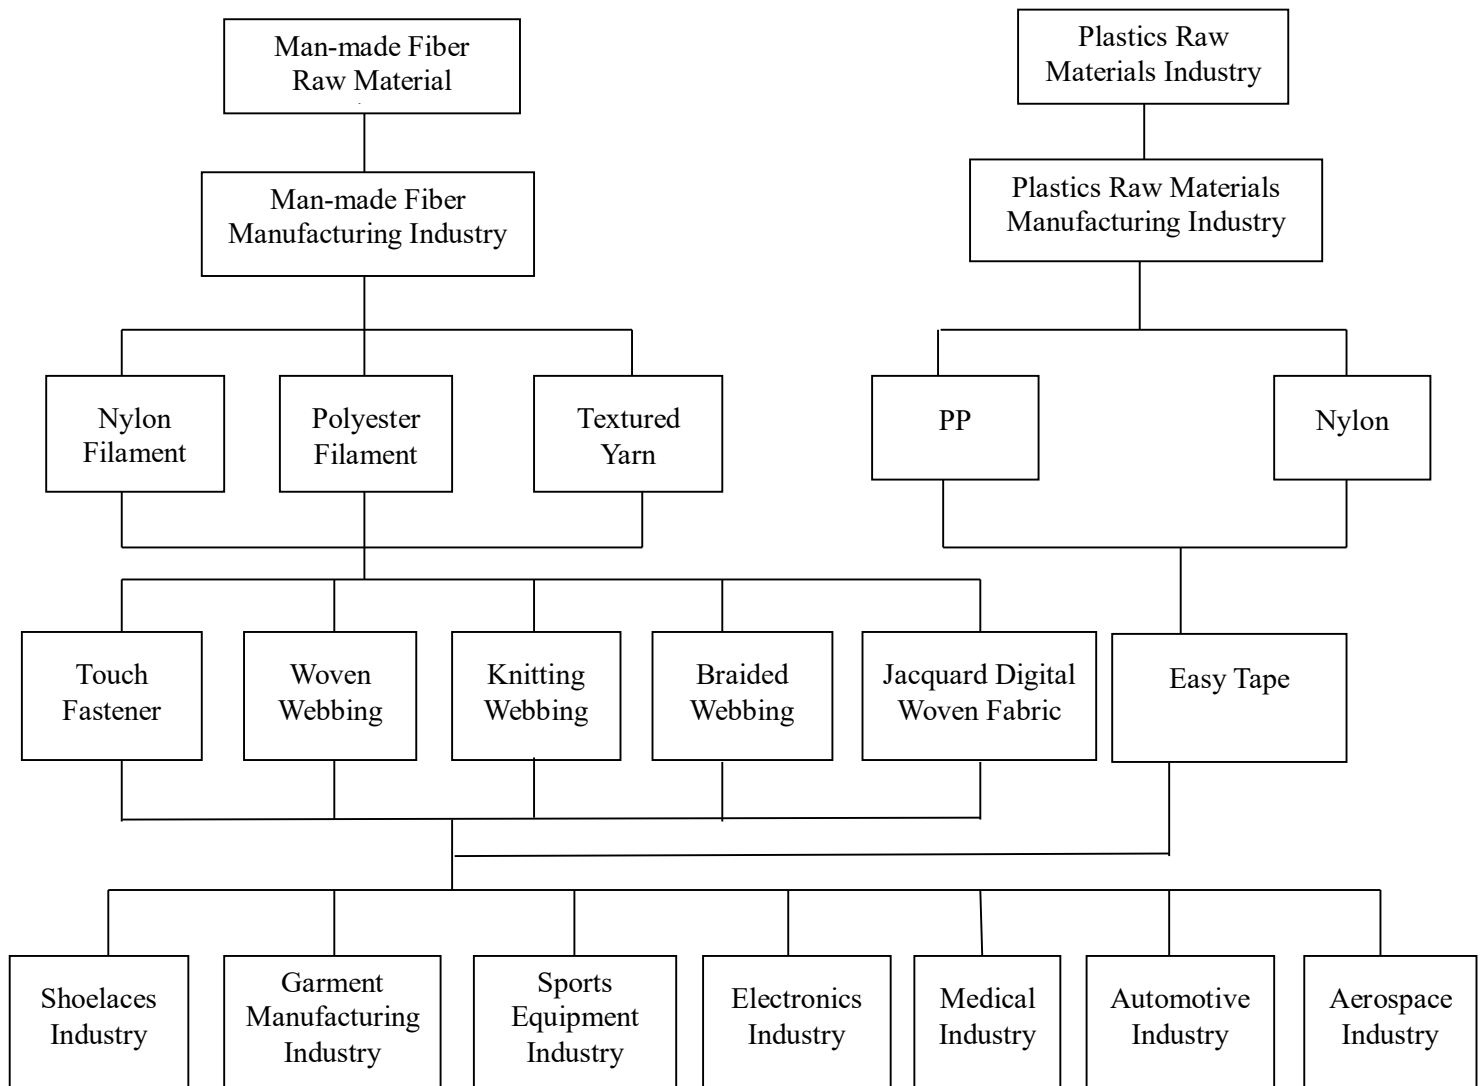 Man-made Fiber
Raw Material
Plastics Raw
Materials Industry
Man-made Fiber
Manufacturing Industry
Plastics Raw Materials
Manufacturing Industry
Nylon
Filament
Polyester
Filament
Textured
Yarn
PP
Nylon
Touch
Fastener
Woven
Webbing
Knitting
Webbing
Braided
Webbing
Jacquard Digital
Woven Fabric
Easy Tape
Shoelaces
Industry
Garment
Manufacturing
Industry
Sports
Equipment
Industry
Electronics
Industry
Medical
Industry
Automotive
Industry
Aerospace
Industry